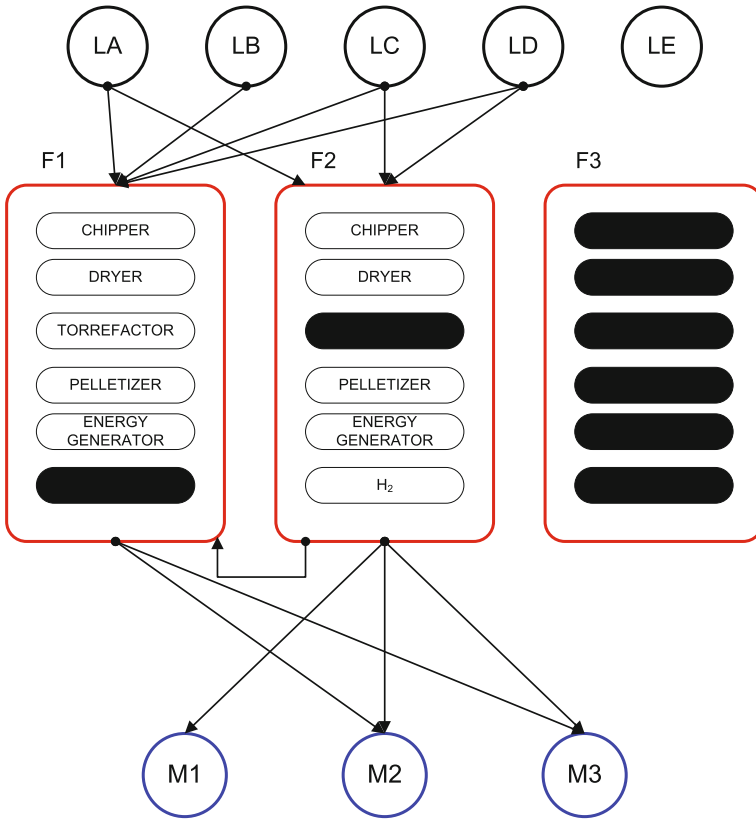 LA
LB
LC
LD
LE
F1
F2
F3
CHIPPER
DRYER
TORREFACTOR
PELLETIZER
ENERGY
GENERATOR
CHIPPER
DRYER
PELLETIZER
ENERGY
GENERATOR
H₂
M1
M2
M3